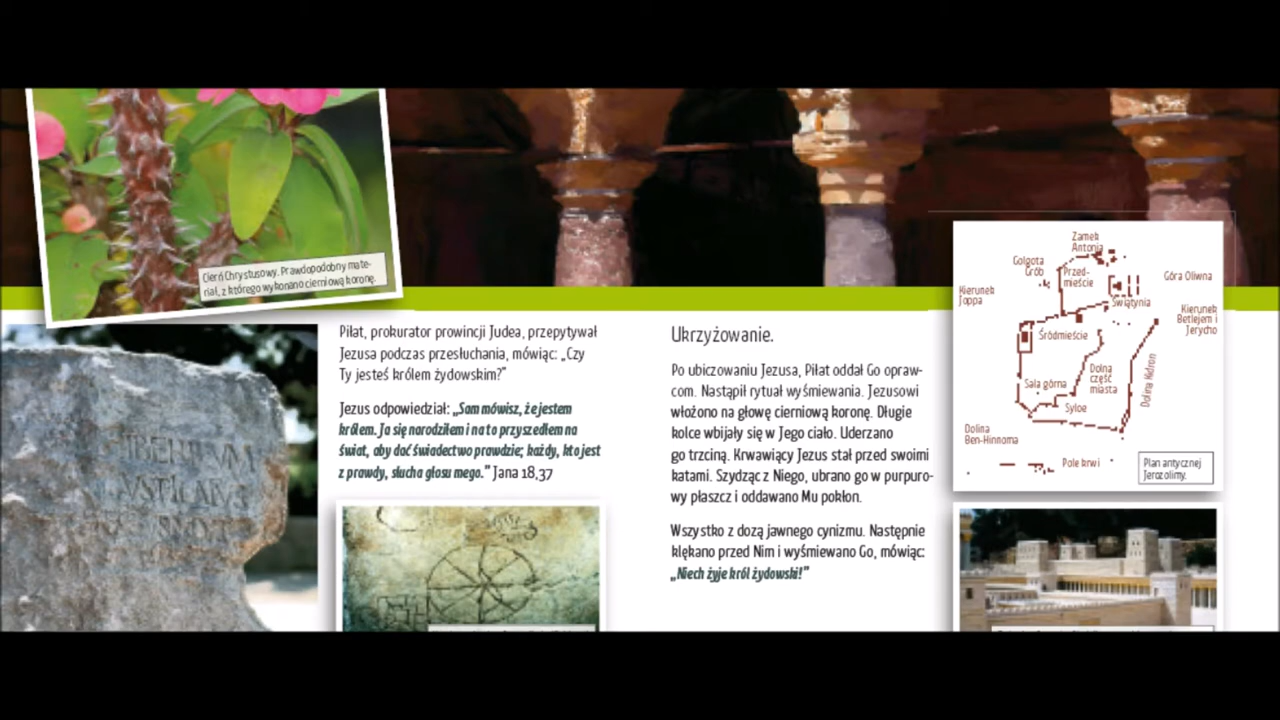 Cierń Chrystusowy. Prawdopodobny mate-
riał, z którego wykonano cierniową koronę.
TIBERIEVM
Piłat, prokurator prowincji Judea, przepytywał
Jezusa podczas przesłuchania, mówiąc: „Czy
Ty jesteś królem żydowskim?”
Jezus odpowiedział: „Sam mówisz, że jestem
królem. Ja się narodziłem i na to przyszedłem na
świat, aby dać świadectwo prawdzie; każdy, kto jest
z prawdy, słucha głosu mego.” Jana 18,37
Ukrzyżowanie.
Po ubiczowaniu Jezusa, Piłat oddał Go opraw-
com. Nastąpił rytuał wyśmiewania. Jezusowi
włożono na głowę cierniową koronę. Długie
kolce wbijały się w Jego ciało. Uderzano
go trzciną. Krwawiący Jezus stał przed swoimi
katami. Szydząc z Niego, ubrano go w purpuro-
wy płaszcz i oddawano Mu pokłon.
Wszystko z dozą jawnego cynizmu. Następnie
klękano przed Nim i wyśmiewano Go, mówiąc:
„Niech żyje król żydowski!”
Zamek
Antonia
Golgota
Grób
Przed-
mieście
Góra Oliwna
Kierunek
Joppa
Świątynia
Kierunek
Betlejem i
Jerycho
Śródmieście
Dolna
część
miasta
Dolina Kidron
Sala górna
Syloe
Dolina
Ben-Hinnoma
Pole krwi
Plan antycznej
Jerozolimy.